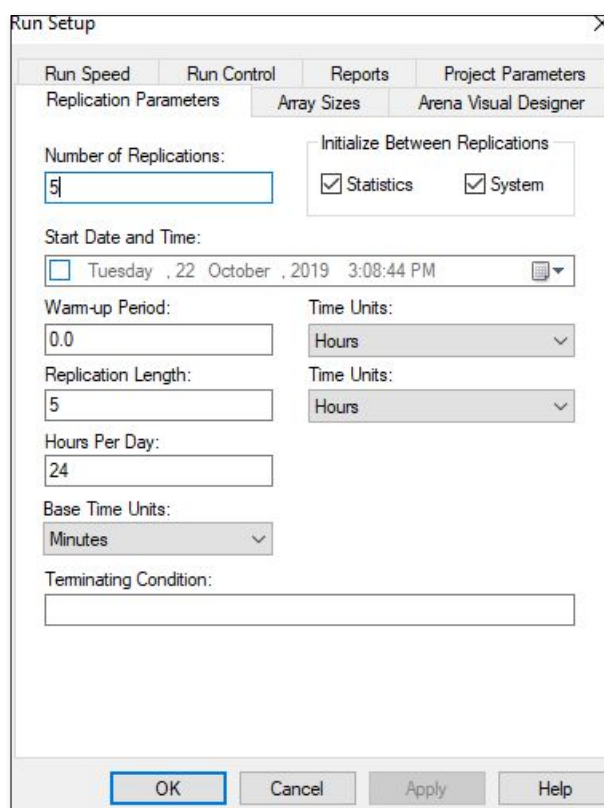 Run Setup
Run Speed Run Control Reports Project Parameters
Replication Parameters Array Sizes Arena Visual Designer
Number of Replications:
5
Initialize Between Replications
Statistics System
Start Date and Time:
Tuesday , 22 October , 2019 3:08:44 PM
Warm-up Period: Time Units:
0.0 Hours
Replication Length: Time Units:
5 Hours
Hours Per Day:
24
Base Time Units:
Minutes
Terminating Condition:
OK Cancel Apply Help